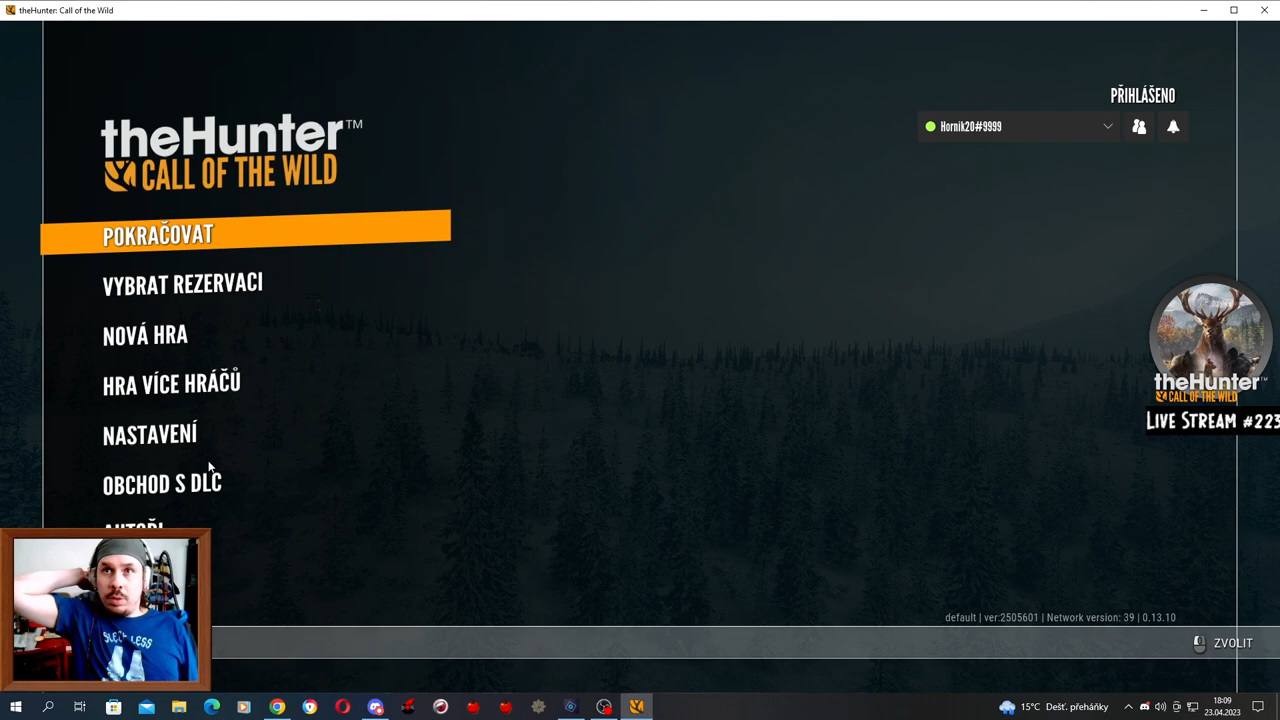 theHunter: Call of the Wild
PŘIHLÁŠENO
Hornik20#9999
theHunter™
CALL OF THE WILD
POKRAČOVAT
VYBRAT REZERVACI
NOVÁ HRA
HRA VÍCE HRÁČŮ
NASTAVENÍ
OBCHOD S DLC
AUTOŘI
theHunter
CALL OF THE WILD
LIVE STREAM #223
default | ver:2505601 | Network version: 39 | 0.13.10
ZVOLIT
15°C Dešť. přeháňky
18:09
23.04.2023